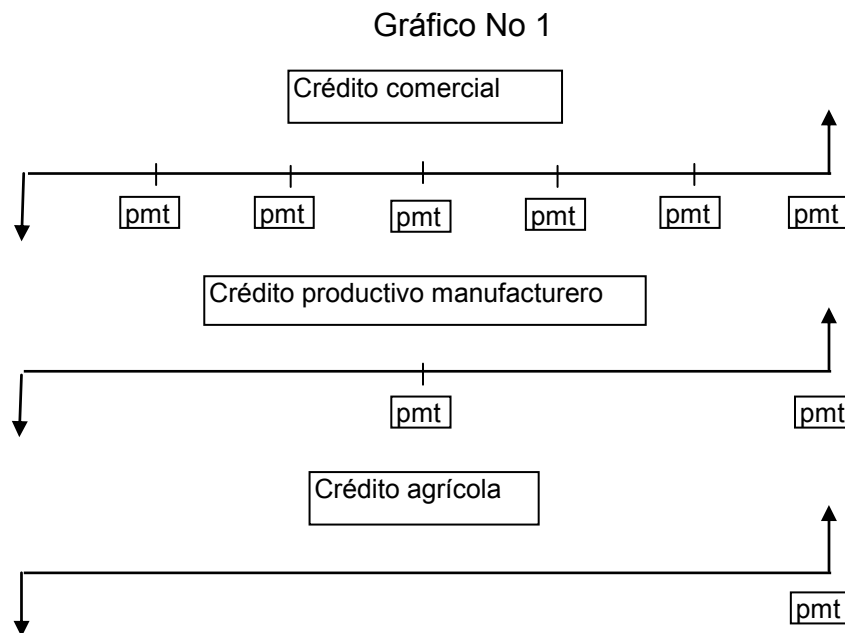 Gráfico No 1
Crédito comercial
pmt pmt pmt pmt pmt pmt
Crédito productivo manufacturero
pmt pmt
Crédito agrícola
pmt